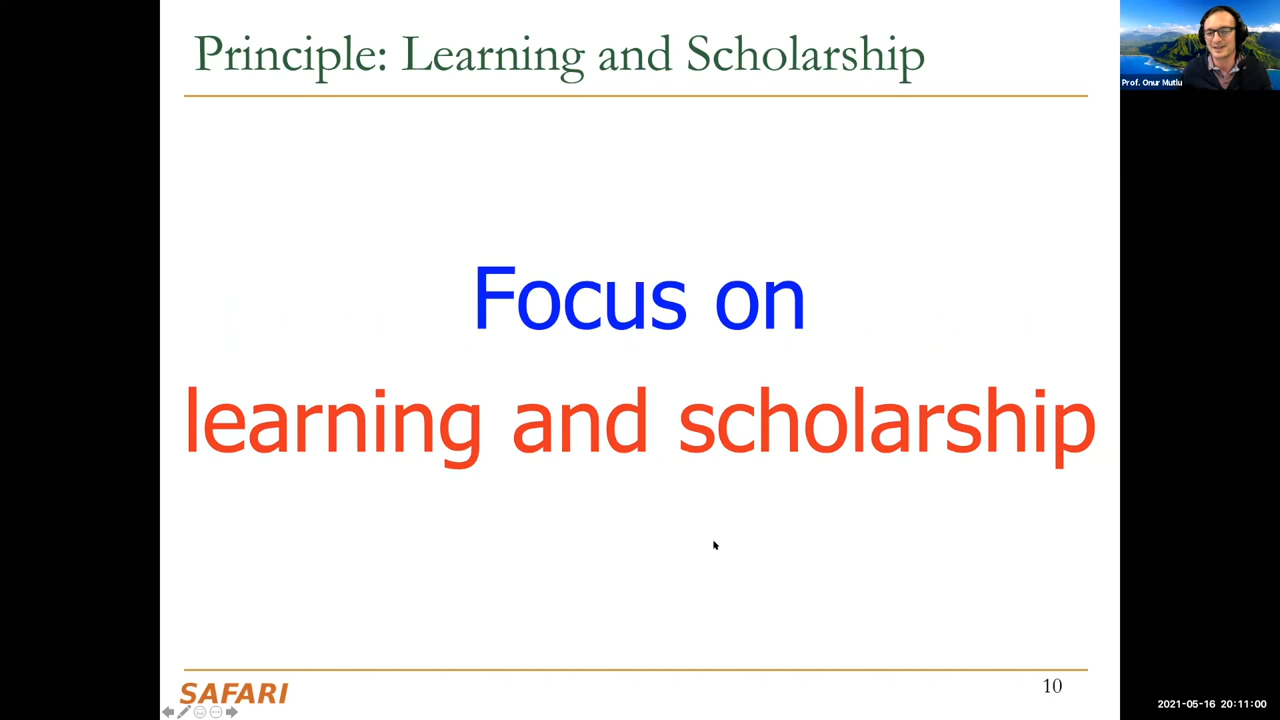 Principle: Learning and Scholarship
Prof. Onur Mutlu
Focus on
learning and scholarship
SAFARI
10
2021-05-16 20:11:00